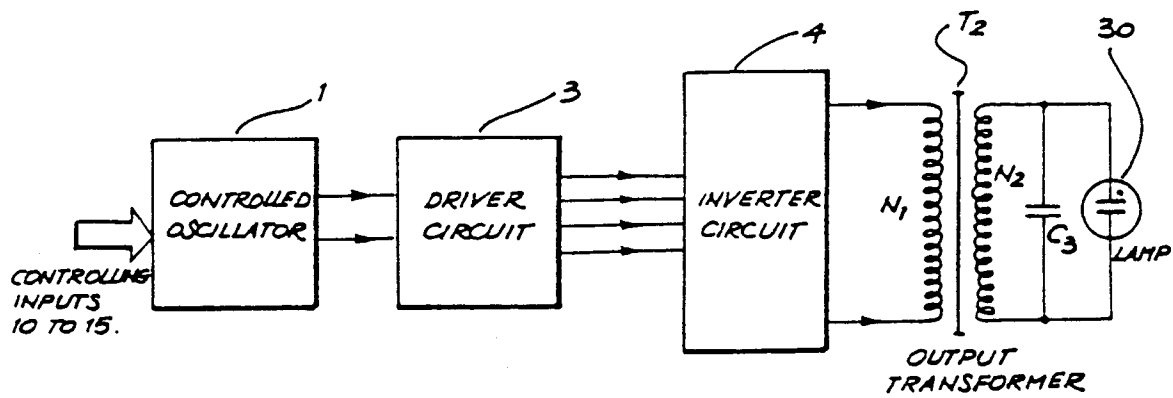 1
3
4
T2
30
CONTROLLED
OSCILLATOR
DRIVER
CIRCUIT
INVERTER
CIRCUIT
N1
N2
C3
LAMP
CONTROLLING
INPUTS
10 TO 15.
OUTPUT
TRANSFORMER